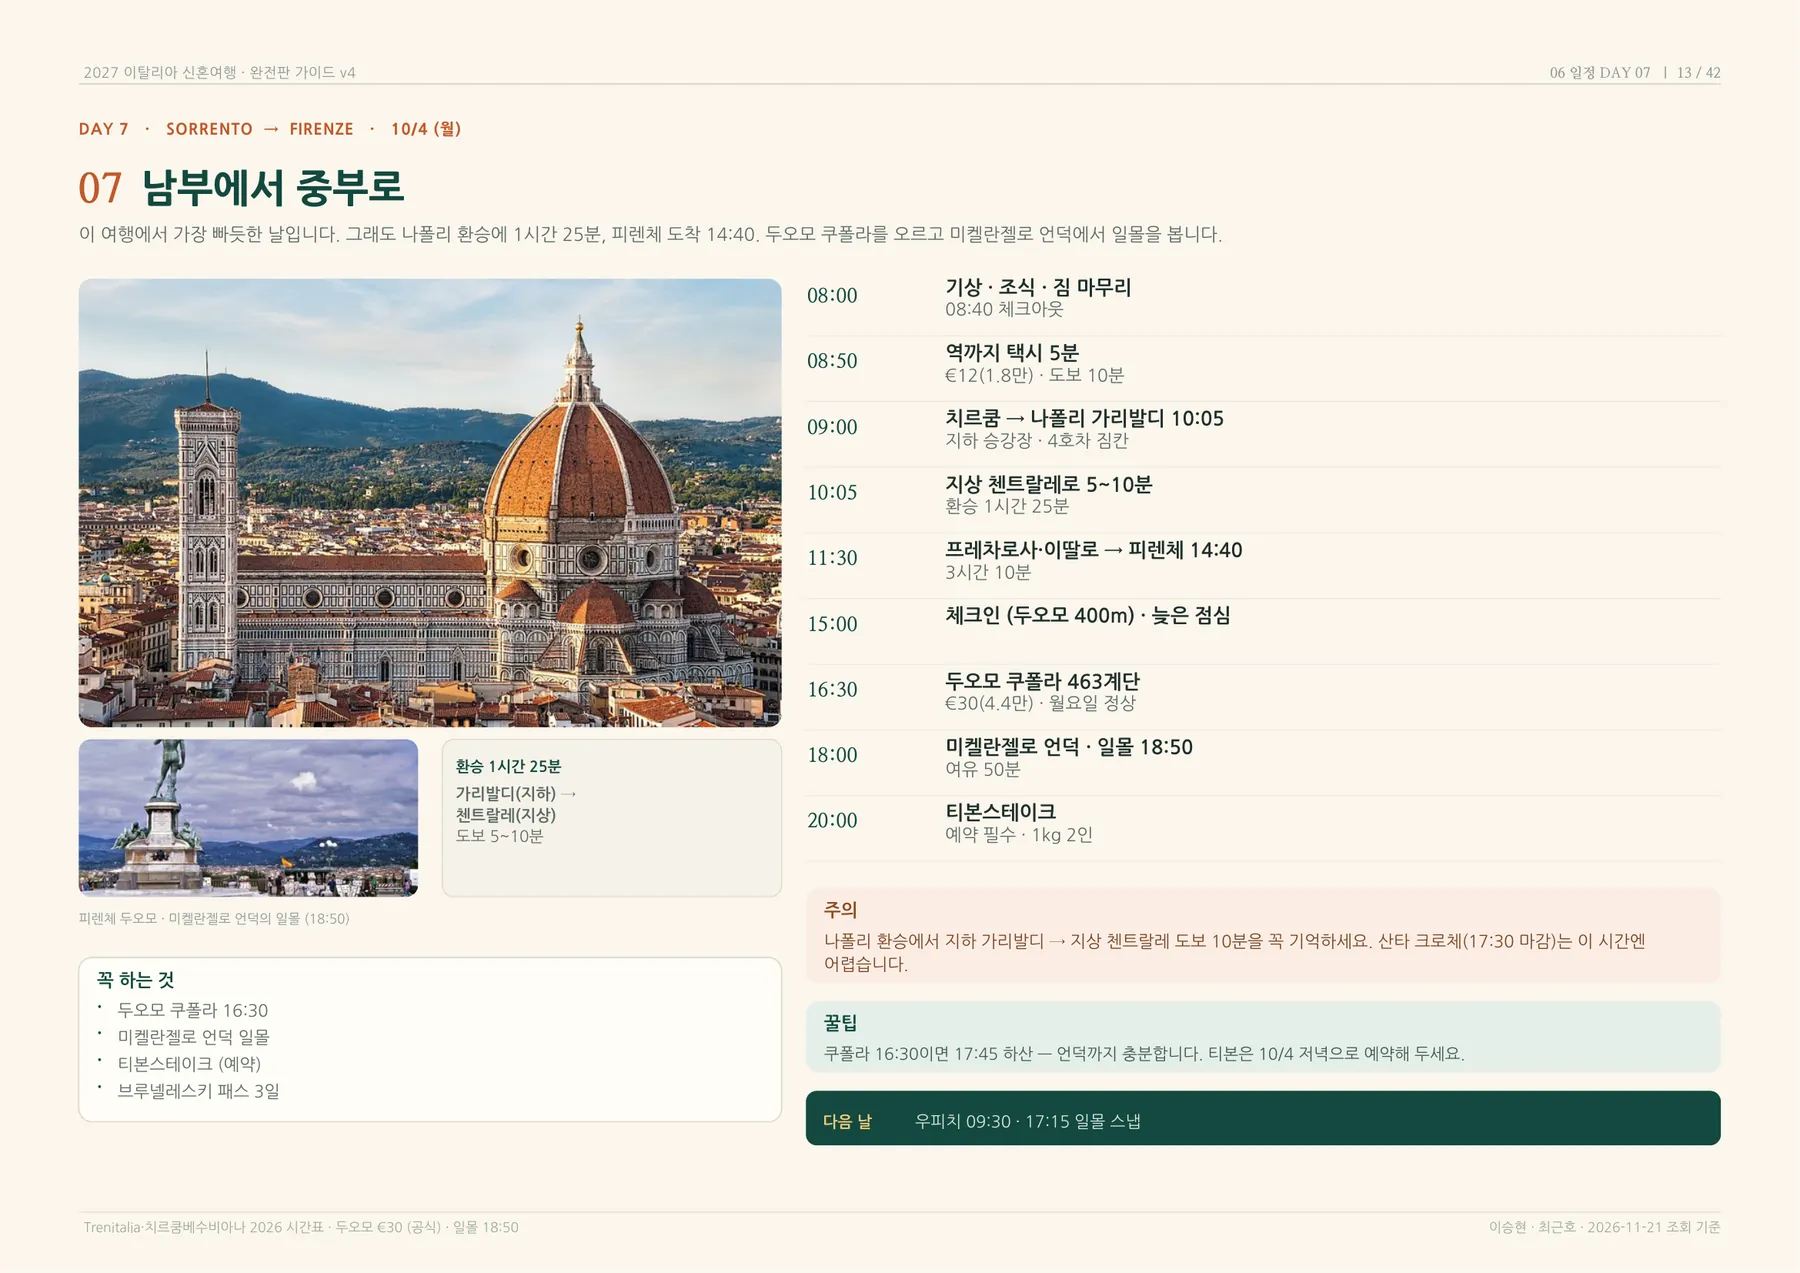 2027 이탈리아 신혼여행 · 완전판 가이드 v4
06 일정 DAY 07 | 13 / 42
DAY 7 · SORRENTO → FIRENZE · 10/4 (월)
07 남부에서 중부로
이 여행에서 가장 빠듯한 날입니다. 그래도 나폴리 환승에 1시간 25분, 피렌체 도착 14:40. 두오모 쿠폴라를 오르고 미켈란젤로 언덕에서 일몰을 봅니다.
환승 1시간 25분
가리발디(지하) →
첸트랄레(지상)
도보 5~10분
피렌체 두오모 · 미켈란젤로 언덕의 일몰 (18:50)
꼭 하는 것
· 두오모 쿠폴라 16:30
· 미켈란젤로 언덕 일몰
· 티본스테이크 (예약)
· 브루넬레스키 패스 3일
08:00 기상 · 조식 · 짐 마무리
08:40 체크아웃
08:50 역까지 택시 5분
€12(1.8만) · 도보 10분
09:00 치르쿰 → 나폴리 가리발디 10:05
지하 승강장 · 4호차 짐칸
10:05 지상 첸트랄레로 5~10분
환승 1시간 25분
11:30 프레차로사·이딸로 → 피렌체 14:40
3시간 10분
15:00 체크인 (두오모 400m) · 늦은 점심
16:30 두오모 쿠폴라 463계단
€30(4.4만) · 월요일 정상
18:00 미켈란젤로 언덕 · 일몰 18:50
여유 50분
20:00 티본스테이크
예약 필수 · 1kg 2인
주의
나폴리 환승에서 지하 가리발디 → 지상 첸트랄레 도보 10분을 꼭 기억하세요. 산타 크로체(17:30 마감)는 이 시간엔
어렵습니다.
꿀팁
쿠폴라 16:30이면 17:45 하산 — 언덕까지 충분합니다. 티본은 10/4 저녁으로 예약해 두세요.
다음 날 우피치 09:30 · 17:15 일몰 스냅
Trenitalia·치르쿰베수비아나 2026 시간표 · 두오모 €30 (공식) · 일몰 18:50
이승현 · 최근호 · 2026-11-21 조회 기준